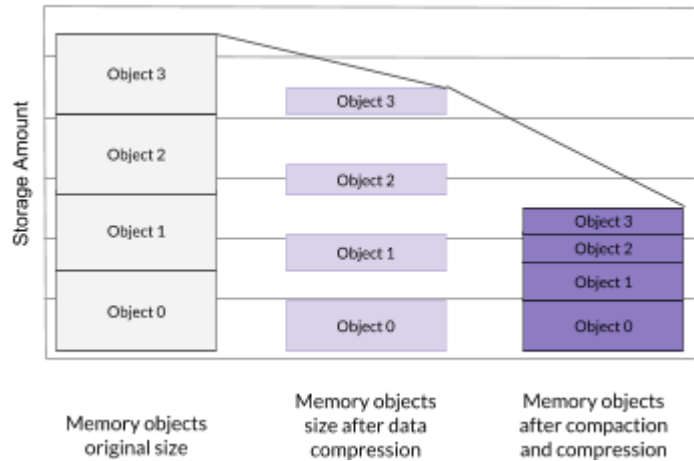 Storage Amount
Object 3
Object 2
Object 1
Object 0
Object 3
Object 2
Object 1
Object 0
Object 3
Object 2
Object 1
Object 0
Memory objects
original size
Memory objects
size after data
compression
Memory objects
after compaction
and compression